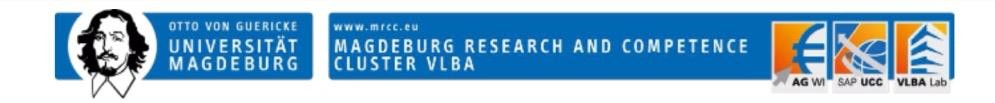 OTTO VON GUERICKE
UNIVERSITÄT
MAGDEBURG
www.mrcc.eu
MAGDEBURG RESEARCH AND COMPETENCE
CLUSTER VLBA
AG WI
SAP UCC
VLBA Lab